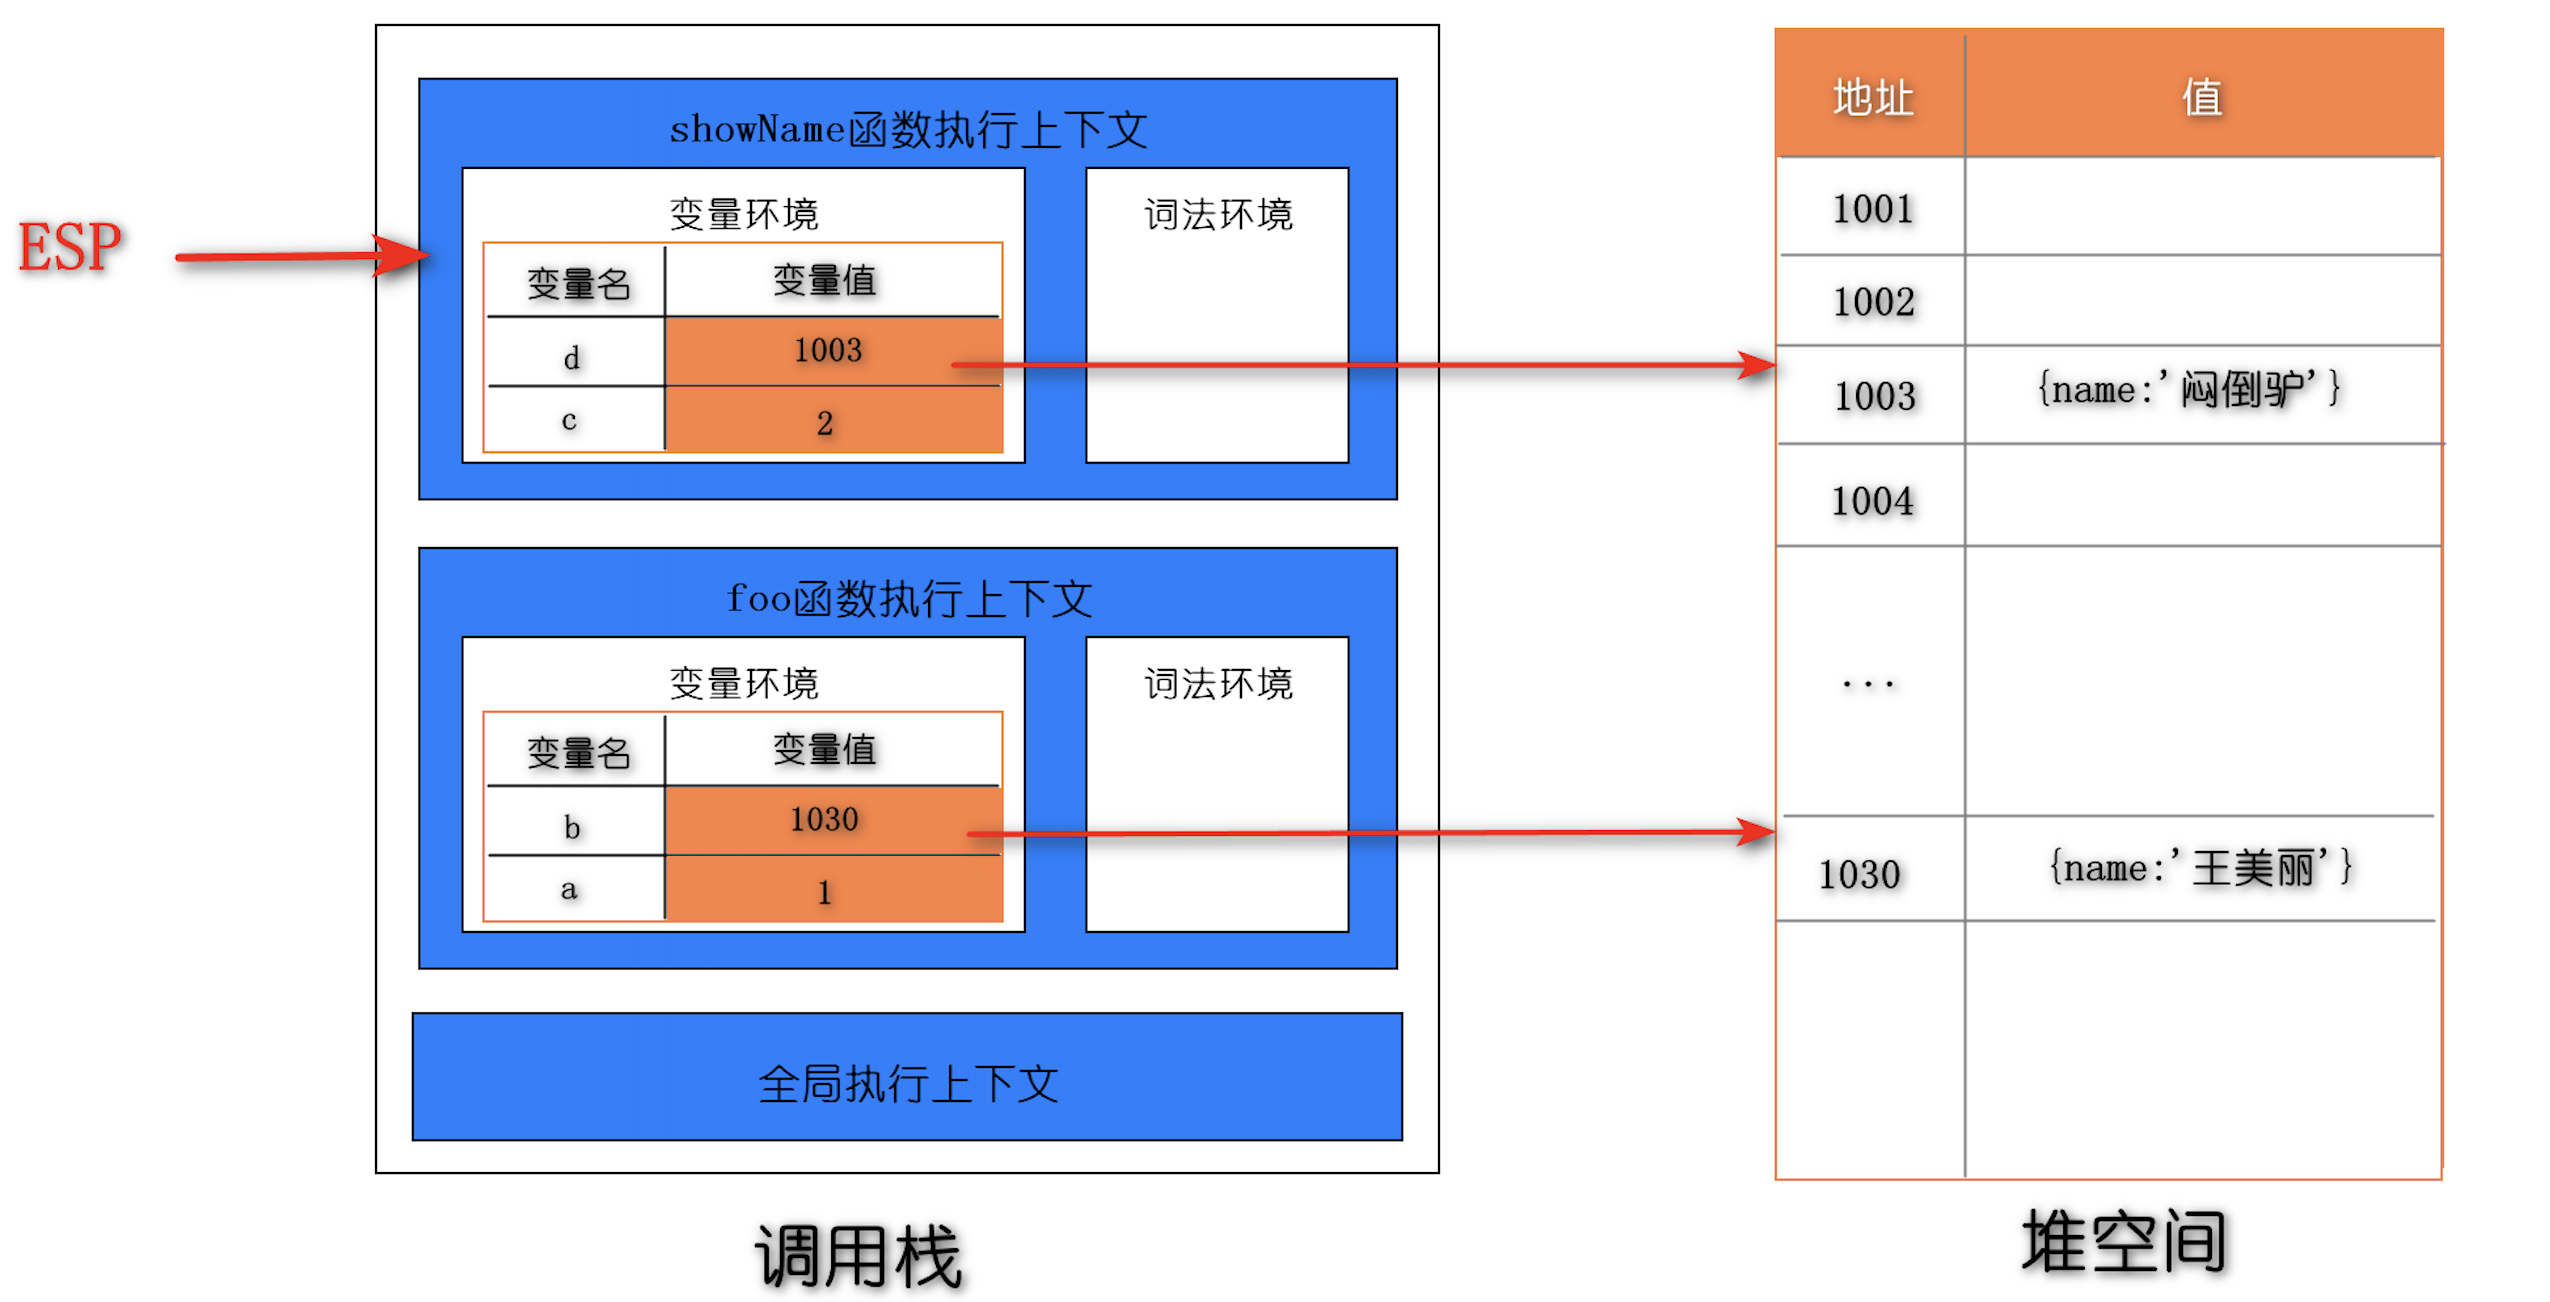 ESP
showName函数执行上下文
变量环境
词法环境
变量名 变量值
d 1003
c 2
foo函数执行上下文
变量环境
词法环境
变量名 变量值
b 1030
a 1
全局执行上下文
调用栈
地址 值
1001
1002
1003 {name:'闷倒驴'}
1004
...
1030 {name:'王美丽'}
堆空间